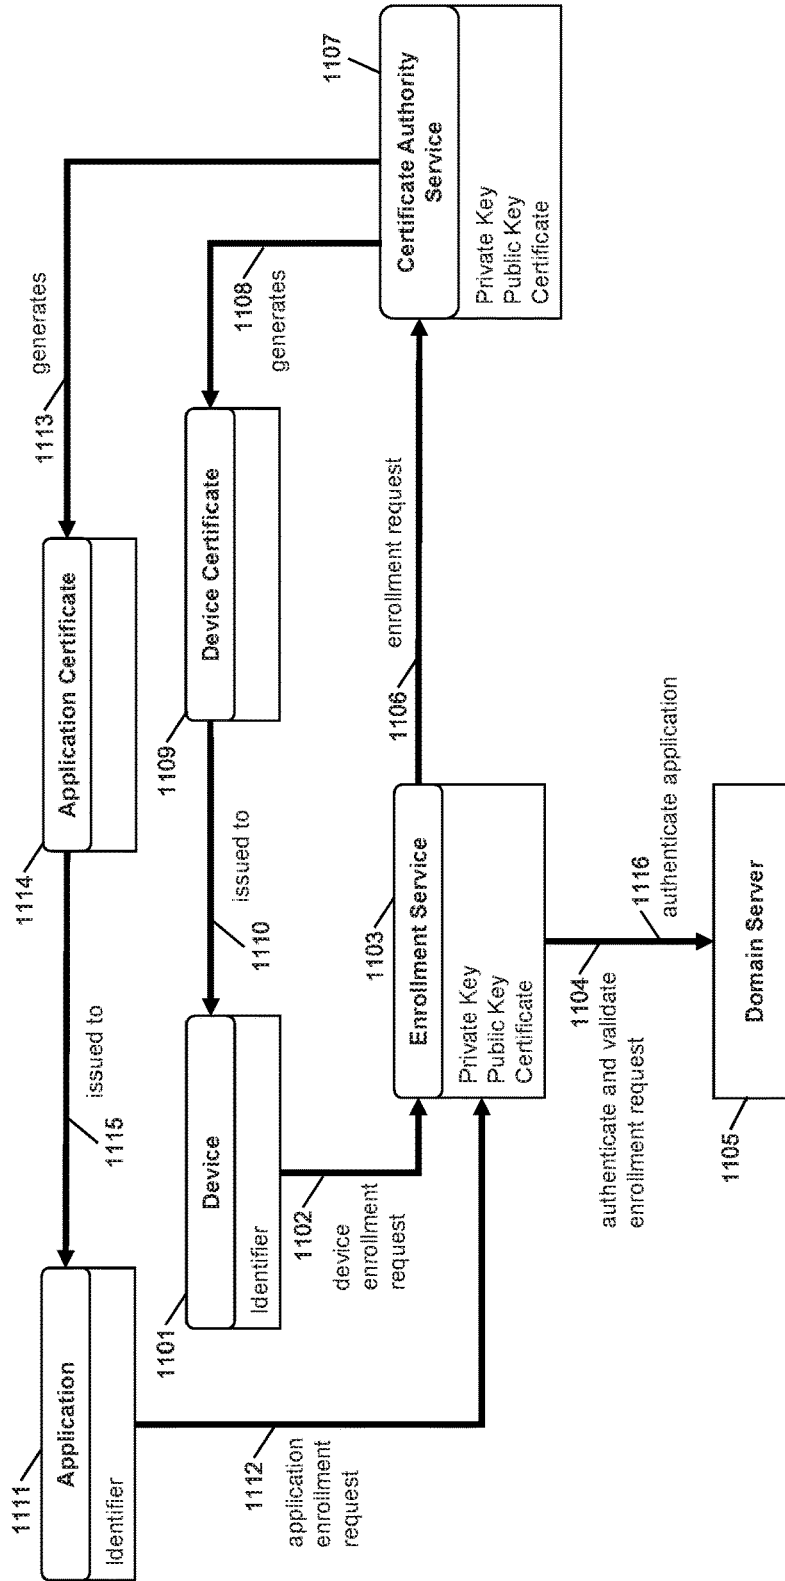 1111
Application
Identifier
1115
issued to
1114
Application Certificate
1113
generates
1101
Device
Identifier
1110
issued to
1109
Device Certificate
1108
generates
1107
Certificate Authority
Service
Private Key
Public Key
Certificate
1112
application
enrollment
request
1102
device
enrollment
request
1103
Enrollment Service
Private Key
Public Key
Certificate
1106
enrollment request
1104
authenticate and validate
enrollment request
1116
authenticate application
1105
Domain Server